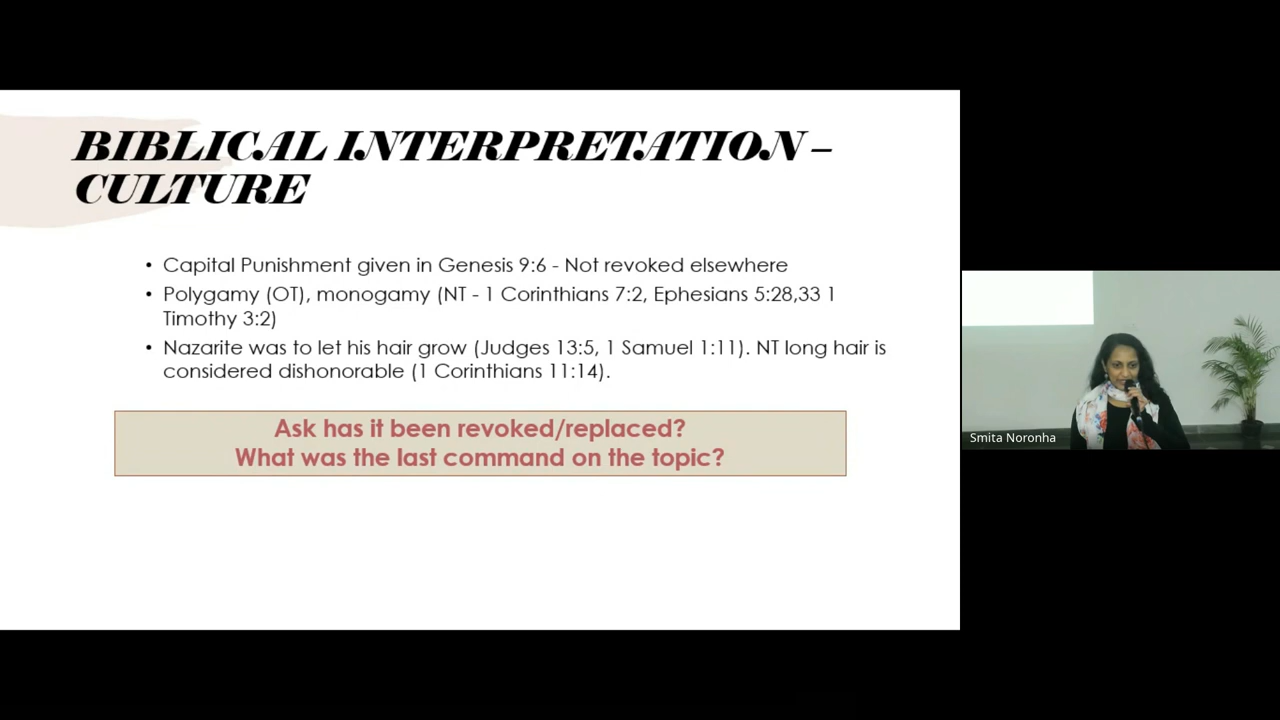 BIBLICAL INTERPRETATION –
CULTURE
• Capital Punishment given in Genesis 9:6 - Not revoked elsewhere
• Polygamy (OT), monogamy (NT - 1 Corinthians 7:2, Ephesians 5:28,33 1
Timothy 3:2)
• Nazarite was to let his hair grow (Judges 13:5, 1 Samuel 1:11). NT long hair is
considered dishonorable (1 Corinthians 11:14).
Ask has it been revoked/replaced?
What was the last command on the topic?
Smita Noronha